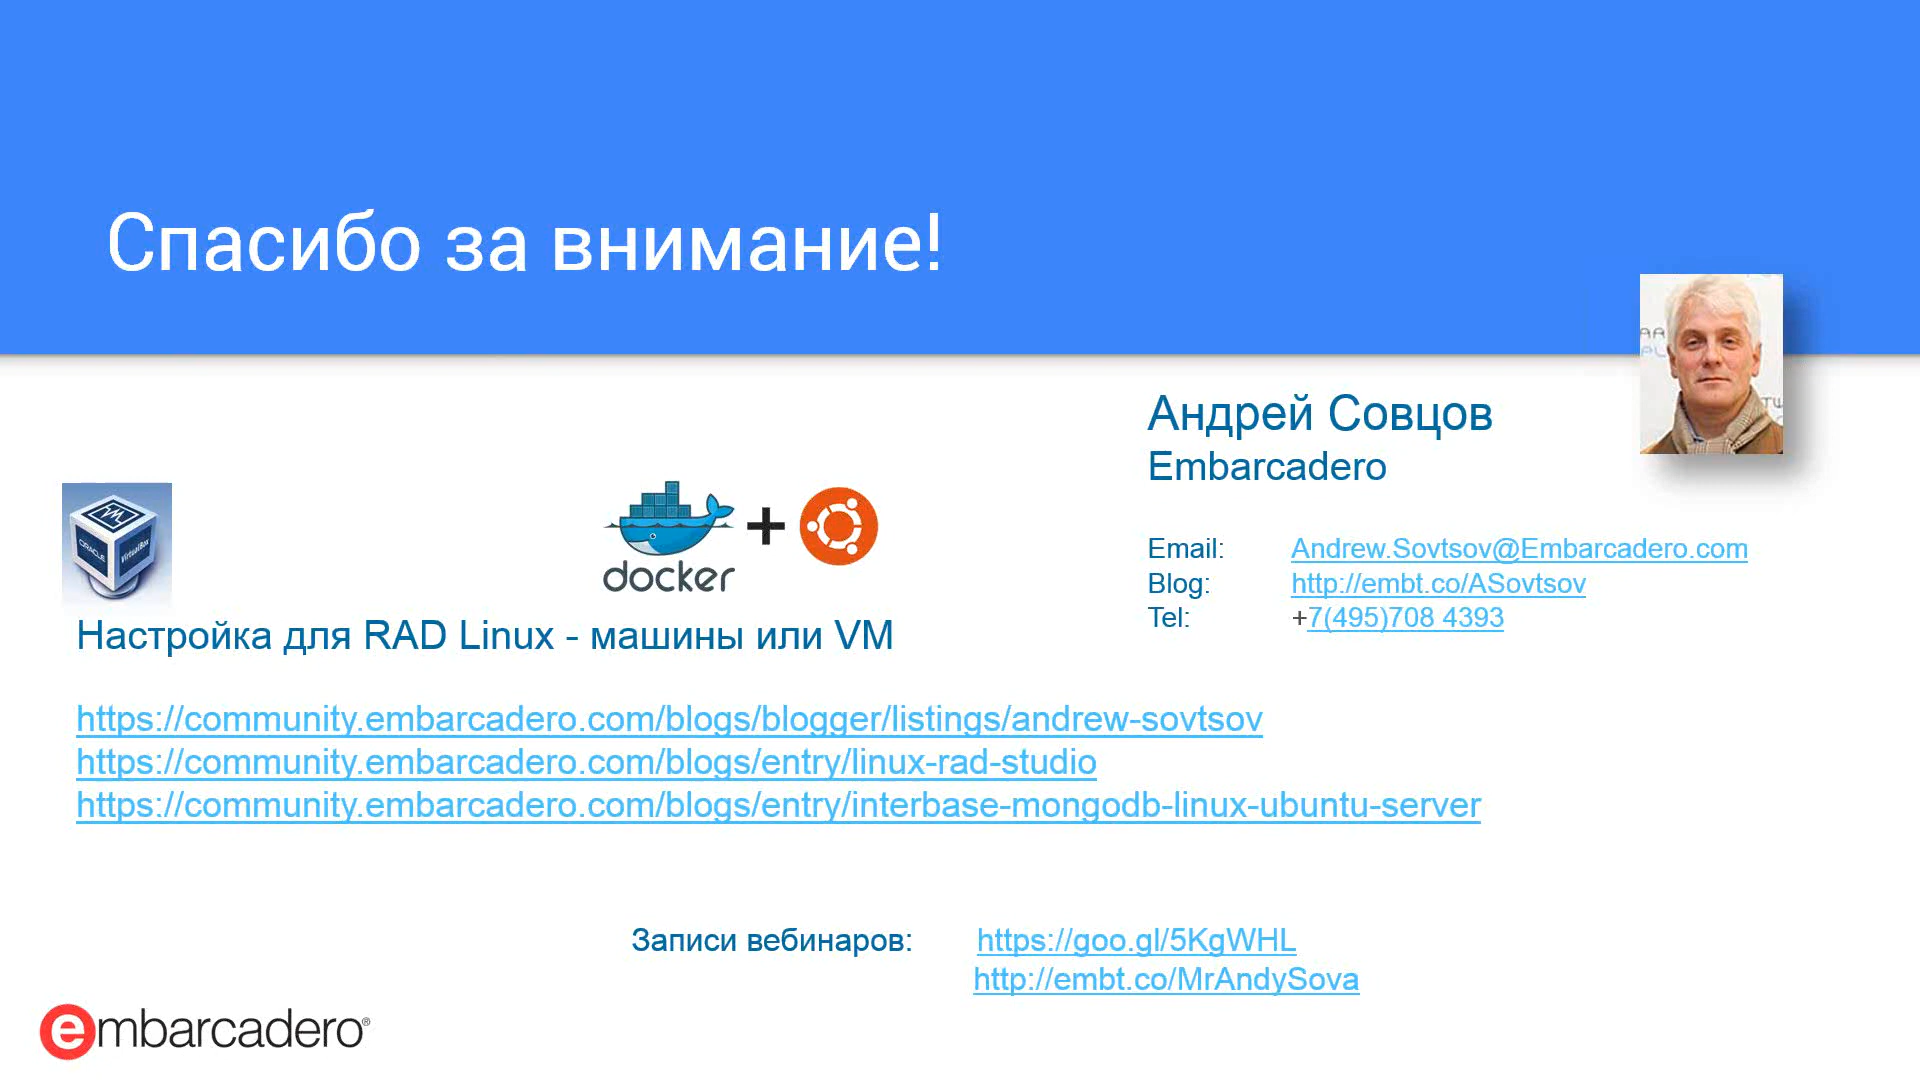 Спасибо за внимание!
Андрей Совцов
Embarcadero
Email: Andrew.Sovtsov@Embarcadero.com
Blog: http://embt.co/ASovtsov
Tel: +7(495)708 4393
ORACLE VirtualBox
docker +
Настройка для RAD Linux - машины или VM
https://community.embarcadero.com/blogs/blogger/listings/andrew-sovtsov
https://community.embarcadero.com/blogs/entry/linux-rad-studio
https://community.embarcadero.com/blogs/entry/interbase-mongodb-linux-ubuntu-server
Записи вебинаров: https://goo.gl/5KgWHL
http://embt.co/MrAndySova
embarcadero®